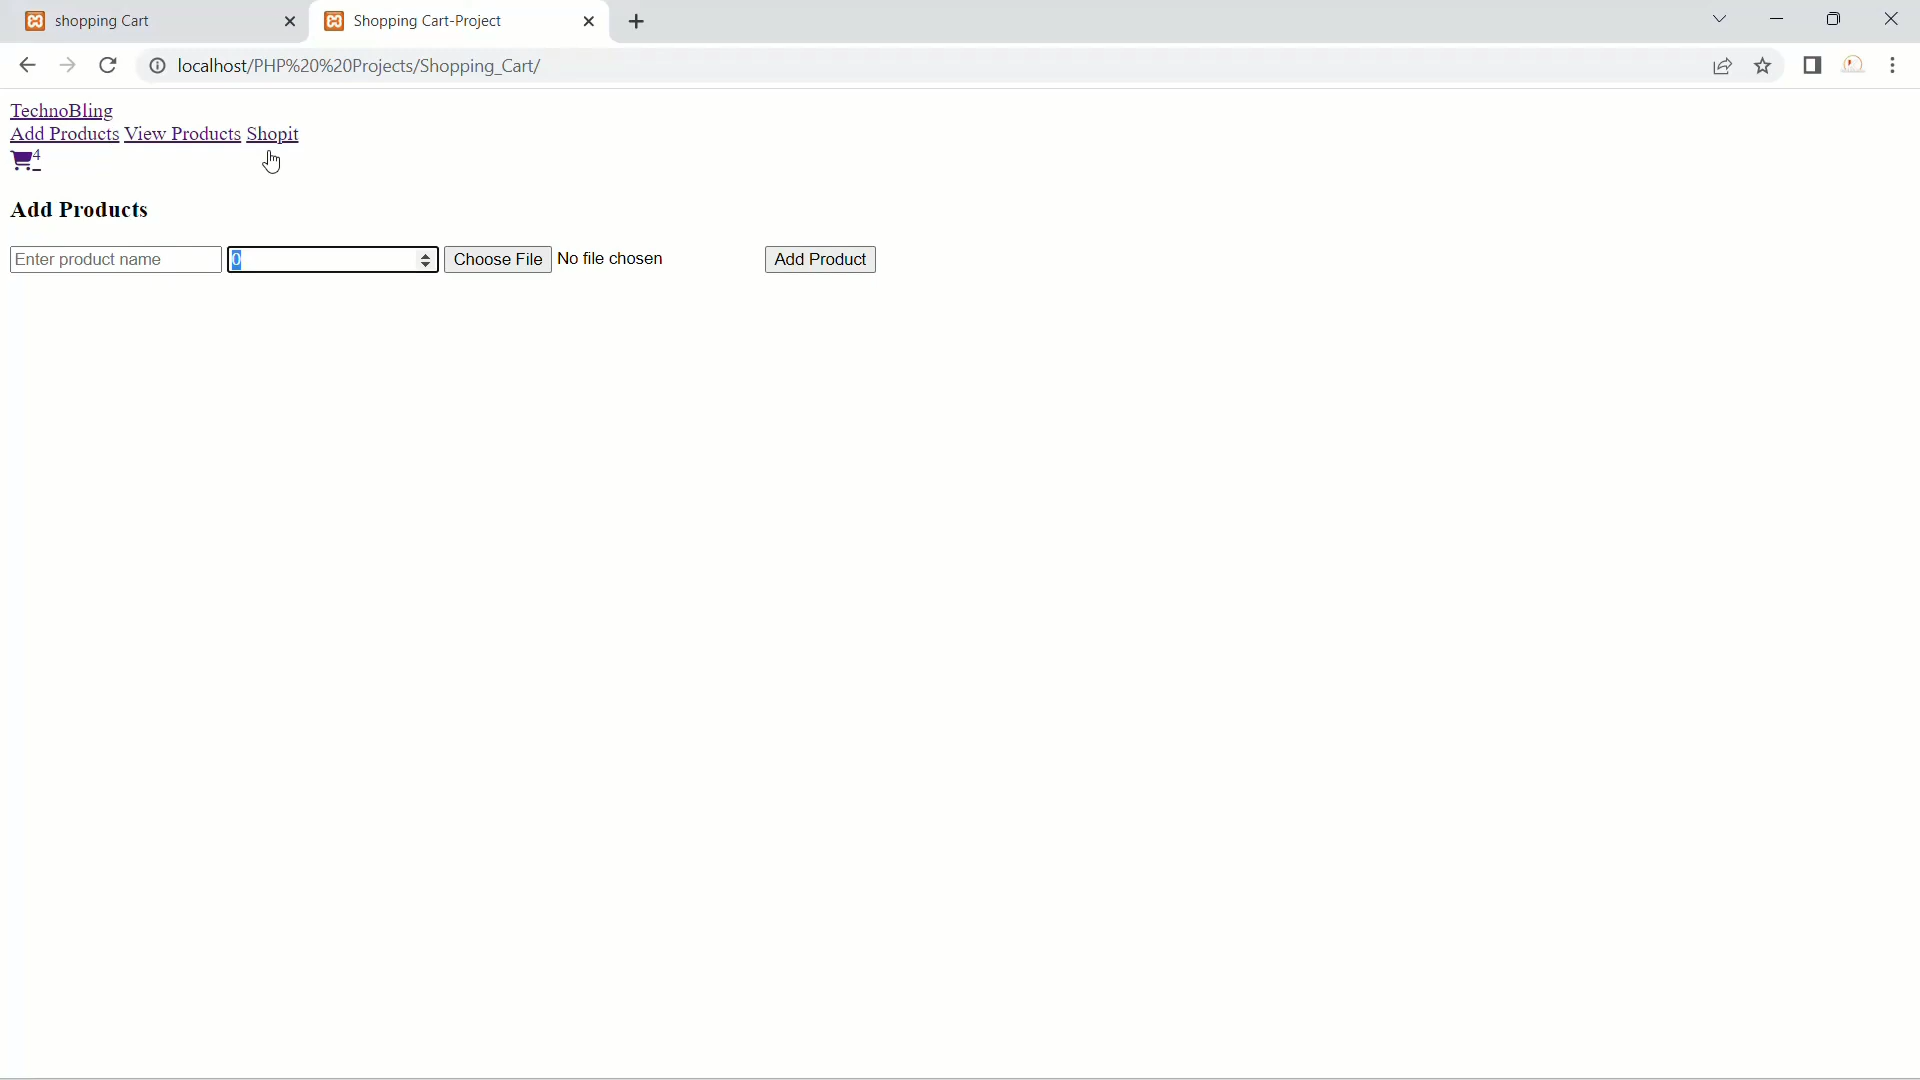 shopping Cart
Shopping Cart-Project
localhost/PHP%20%20Projects/Shopping_Cart/
TechnoBling
Add Products View Products Shopit
4
Add Products
Enter product name 0 Choose File No file chosen Add Product